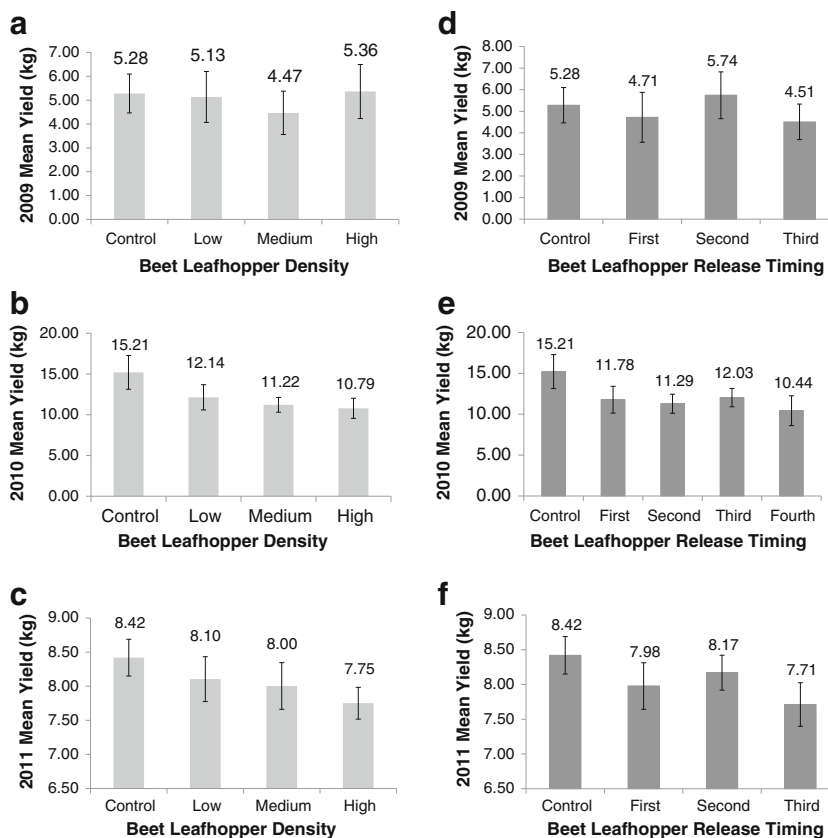 a
2009 Mean Yield (kg)
7.00
6.00
5.00
4.00
3.00
2.00
1.00
0.00
5.28
5.13
4.47
5.36
Control Low Medium High
Beet Leafhopper Density
d
2009 Mean Yield (kg)
8.00
7.00
6.00
5.00
4.00
3.00
2.00
1.00
0.00
5.28
4.71
5.74
4.51
Control First Second Third
Beet Leafhopper Release Timing
b
2010 Mean Yield (kg)
20.00
15.00
10.00
5.00
0.00
15.21
12.14
11.22
10.79
Control Low Medium High
Beet Leafhopper Density
e
2010 Mean Yield (kg)
20.00
15.00
10.00
5.00
0.00
15.21
11.78
11.29
12.03
10.44
Control First Second Third Fourth
Beet Leafhopper Release Timing
c
2011 Mean Yield (kg)
9.00
8.50
8.00
7.50
7.00
6.50
8.42
8.10
8.00
7.75
Control Low Medium High
Beet Leafhopper Density
f
2011 Mean Yield (kg)
9.00
8.50
8.00
7.50
7.00
6.50
8.42
7.98
8.17
7.71
Control First Second Third
Beet Leafhopper Release Timing